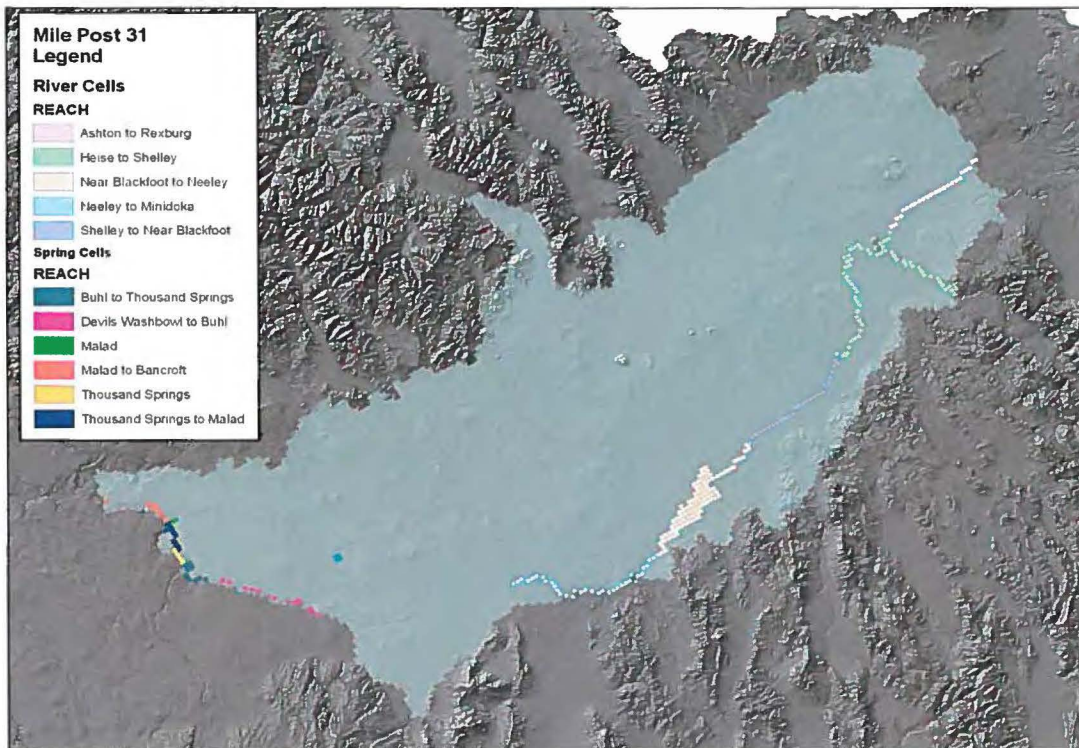 Mile Post 31
Legend
River Cells
REACH
Ashton to Rexburg
Heise to Shelley
Near Blackfoot to Neeley
Neeley to Minidoka
Shelley to Near Blackfoot
Spring Cells
REACH
Buhl to Thousand Springs
Devils Washbowl to Buhl
Malad
Malad to Bancroft
Thousand Springs
Thousand Springs to Malad